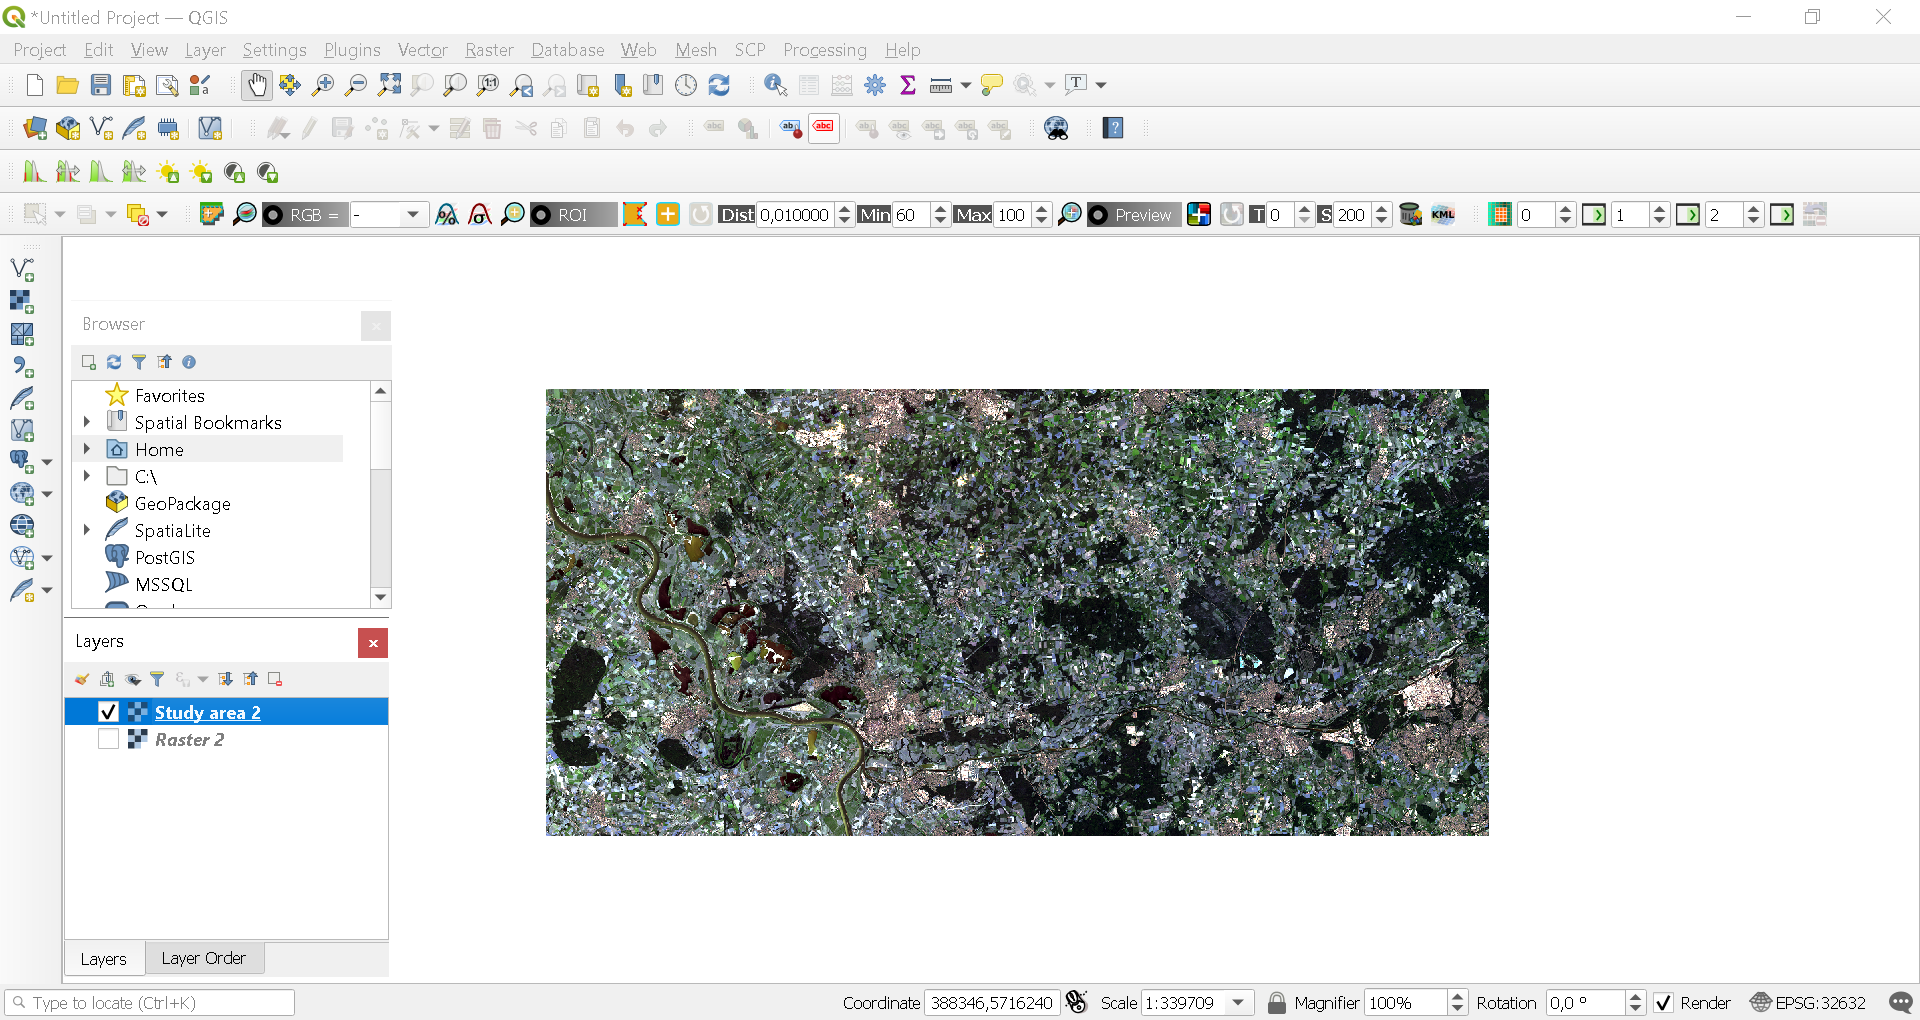 *Untitled Project — QGIS
Project Edit View Layer Settings Plugins Vector Raster Database Web Mesh SCP Processing Help
RGB = - ROI Dist 0,010000 Min 60 Max 100 Preview T 0 S 200 KML 0 1 2
Browser
Favorites
Spatial Bookmarks
Home
C:\
GeoPackage
SpatiaLite
PostGIS
MSSQL
Layers
Study area 2
Raster 2
Layers Layer Order
Type to locate (Ctrl+K) Coordinate 388346,5716240 Scale 1:339709 Magnifier 100% Rotation 0,0 ° Render EPSG:32632